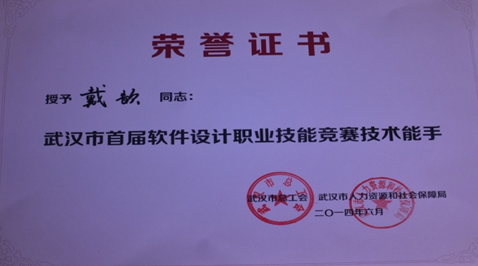 荣誉证书
授予 戴歆 同志：
武汉市首届软件设计职业技能竞赛技术能手
武汉市总工会 武汉市人力资源和社会保障局
二〇一四年六月